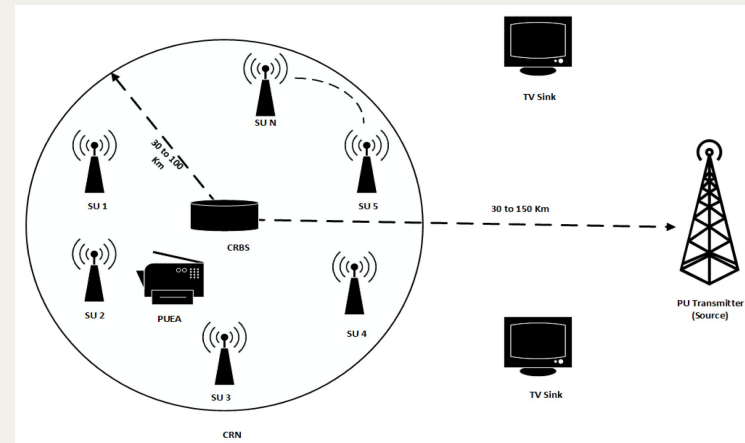 TV Sink
SU N
30 to 100
Km
SU 1
SU 5
30 to 150 Km
CRBS
SU 2
PUEA
SU 4
PU Transmitter
(Source)
SU 3
TV Sink
CRN